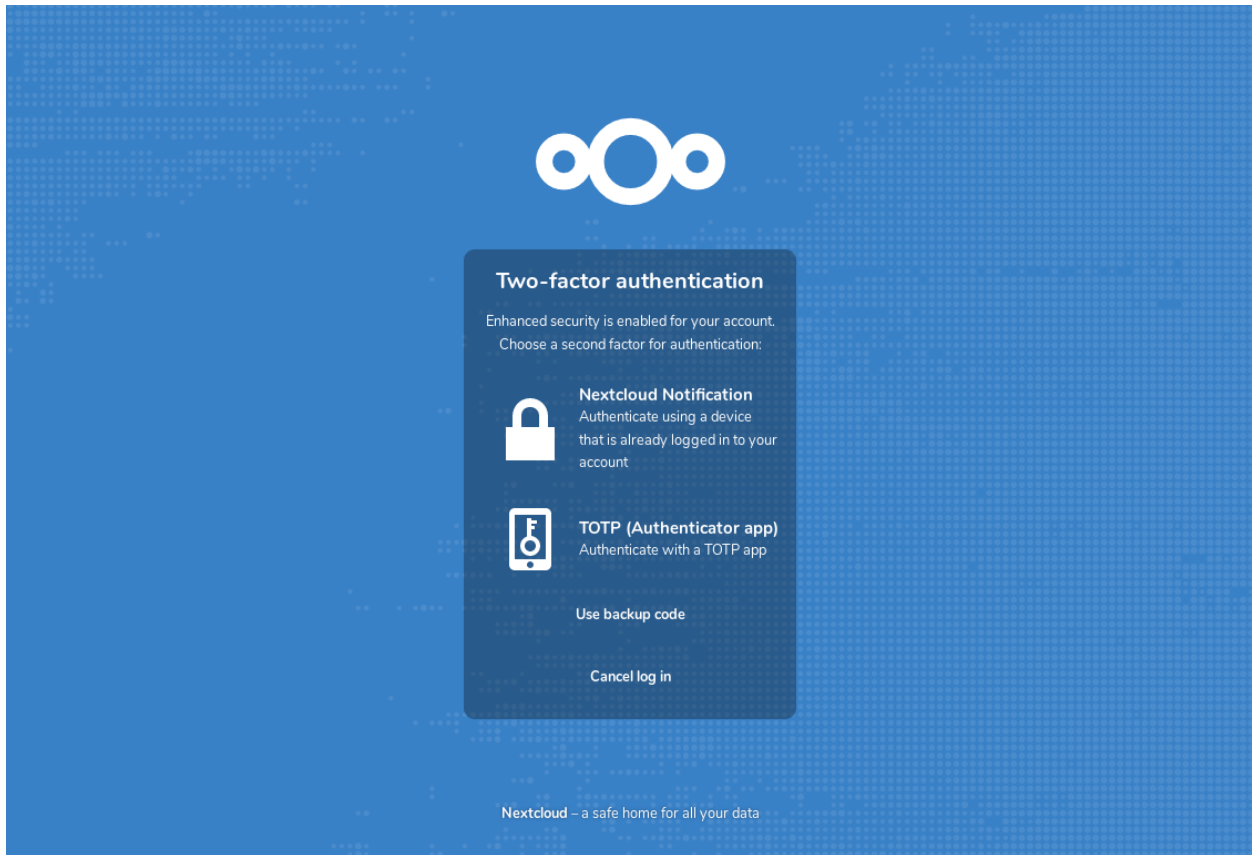 Two-factor authentication
Enhanced security is enabled for your account.
Choose a second factor for authentication:
Nextcloud Notification
Authenticate using a device
that is already logged in to your
account
TOTP (Authenticator app)
Authenticate with a TOTP app
Use backup code
Cancel log in
Nextcloud – a safe home for all your data